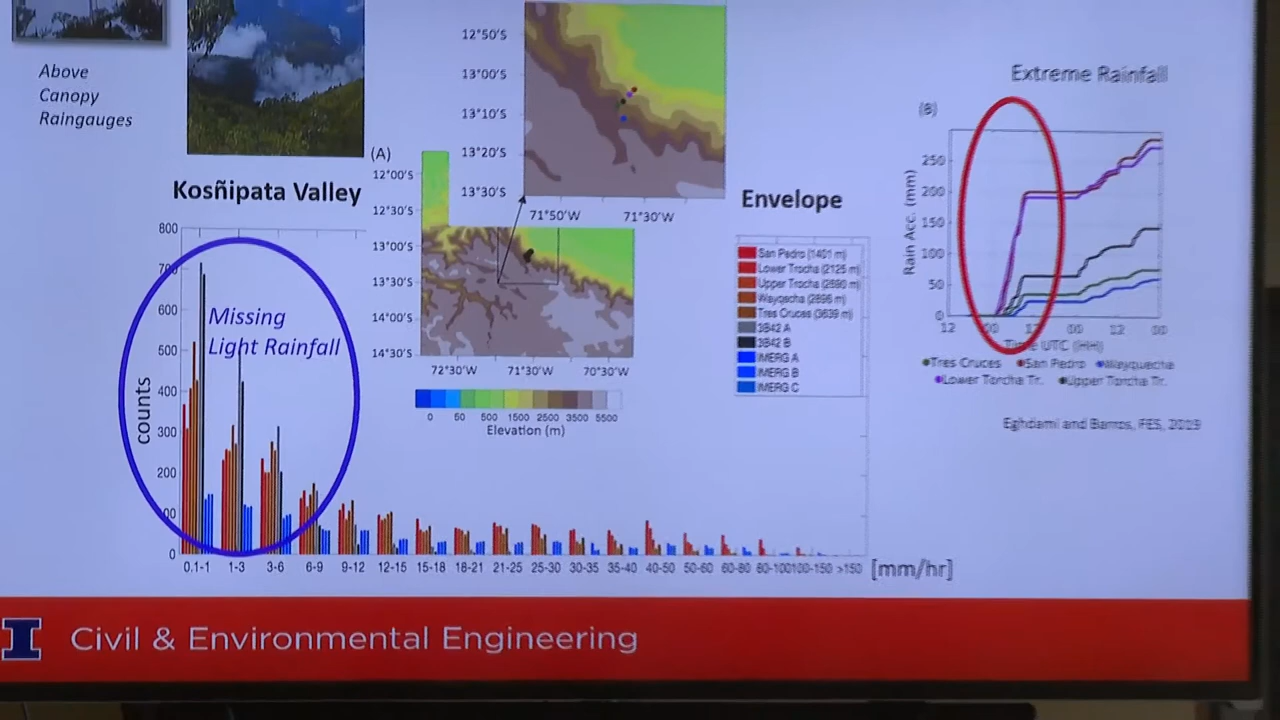 Above
Canopy
Raingauges
Kosñipata Valley
800
700
600
500
400
300
200
00
0
counts
Missing
Light Rainfall
0.1-1 1-3 3-6 6-9 9-12 12-15 15-18 18-21 21-25 25-30 30-35 35-40 40-50 50-60 60-80 80-100 100-150 >150 [mm/hr]
(A)
12°00'S
12°30'S
13°00'S
13°30'S
14°00'S
14°30'S
72°30'W 71°30'W 70°30'W
0 50 500 1500 2500 3500 5500
Elevation (m)
12°50'S
13°00'S
13°10'S
13°20'S
13°30'S
71°50'W 71°30'W
Envelope
San Pedro (1401 m)
Lower Trocha (2125 m)
Upper Trocha (2890 m)
Wayqecha (2896 m)
Tres Cruces (3639 m)
3B42 A
3B42 B
IMERG A
IMERG B
IMERG C
Extreme Rainfall
(B)
250
200
150
100
50
0
Rain Acc. (mm)
12 00 12 00 12 00
Time UTC (HH)
Tres Cruces San Pedro Wayquecha
Lower Torcha Tr. Upper Torcha Tr.
Eghdami and Barros, FES, 2019
I Civil & Environmental Engineering